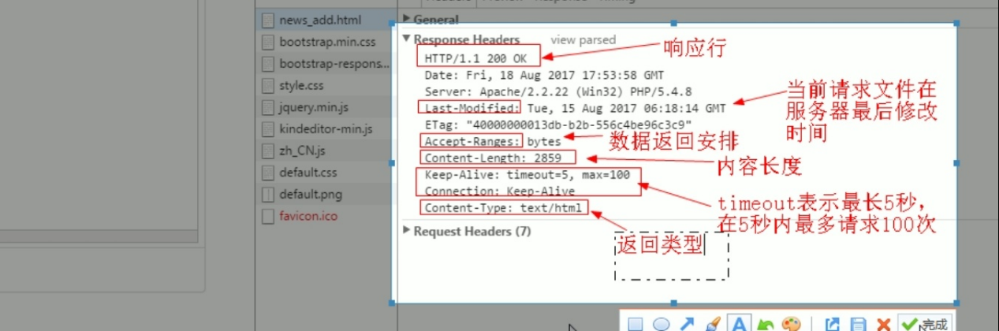 General
news_add.html
bootstrap.min.css
bootstrap-respons...
style.css
jquery.min.js
kindeditor-min.js
zh_CN.js
default.css
default.png
favicon.ico
Response Headers view parsed
HTTP/1.1 200 OK
响应行
Date: Fri, 18 Aug 2017 17:53:58 GMT
Server: Apache/2.2.22 (Win32) PHP/5.4.8
Last-Modified: Tue, 15 Aug 2017 06:18:14 GMT
当前请求文件在
服务器最后修改
时间
ETag: "40000000013db-b2b-556c4be96c3c9"
Accept-Ranges: bytes
数据返回安排
Content-Length: 2859
内容长度
Keep-Alive: timeout=5, max=100
Connection: Keep-Alive
timeout表示最长5秒，
在5秒内最多请求100次
Content-Type: text/html
返回类型
Request Headers (7)
A
完成